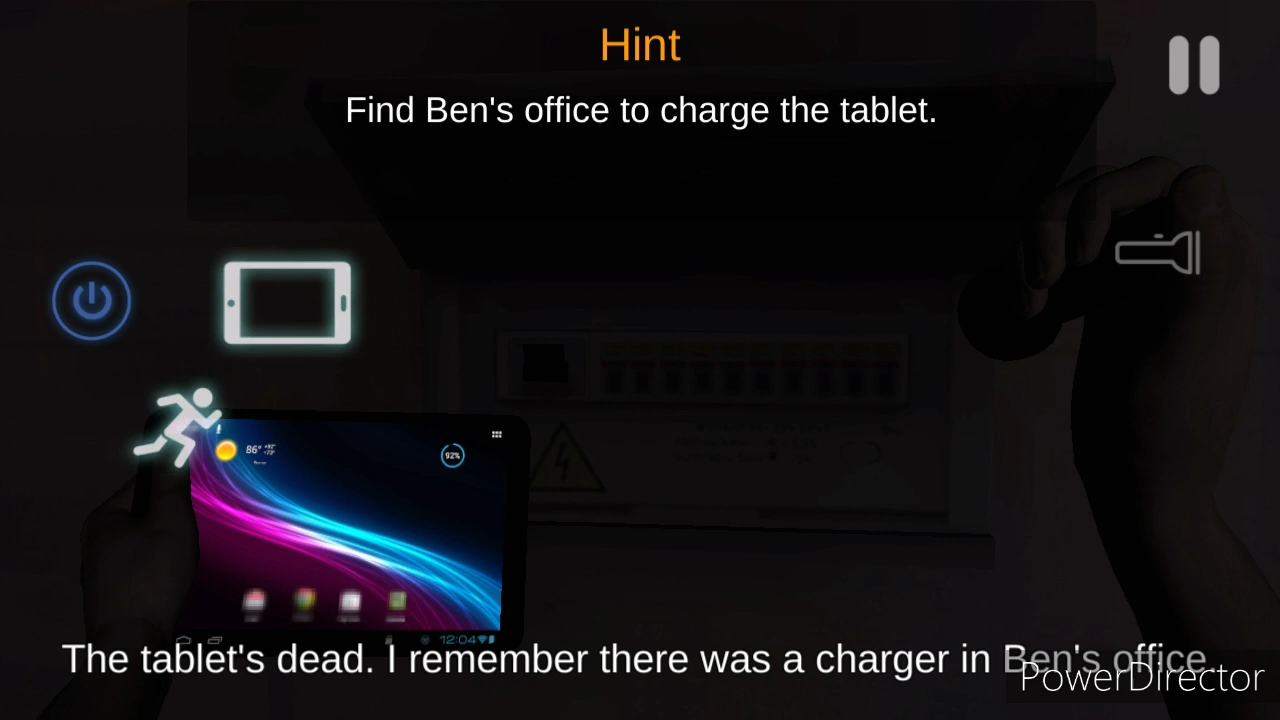 Hint
Find Ben's office to charge the tablet.
86°
92%
12:04
The tablet's dead. I remember there was a charger in Ben's office.
PowerDirector